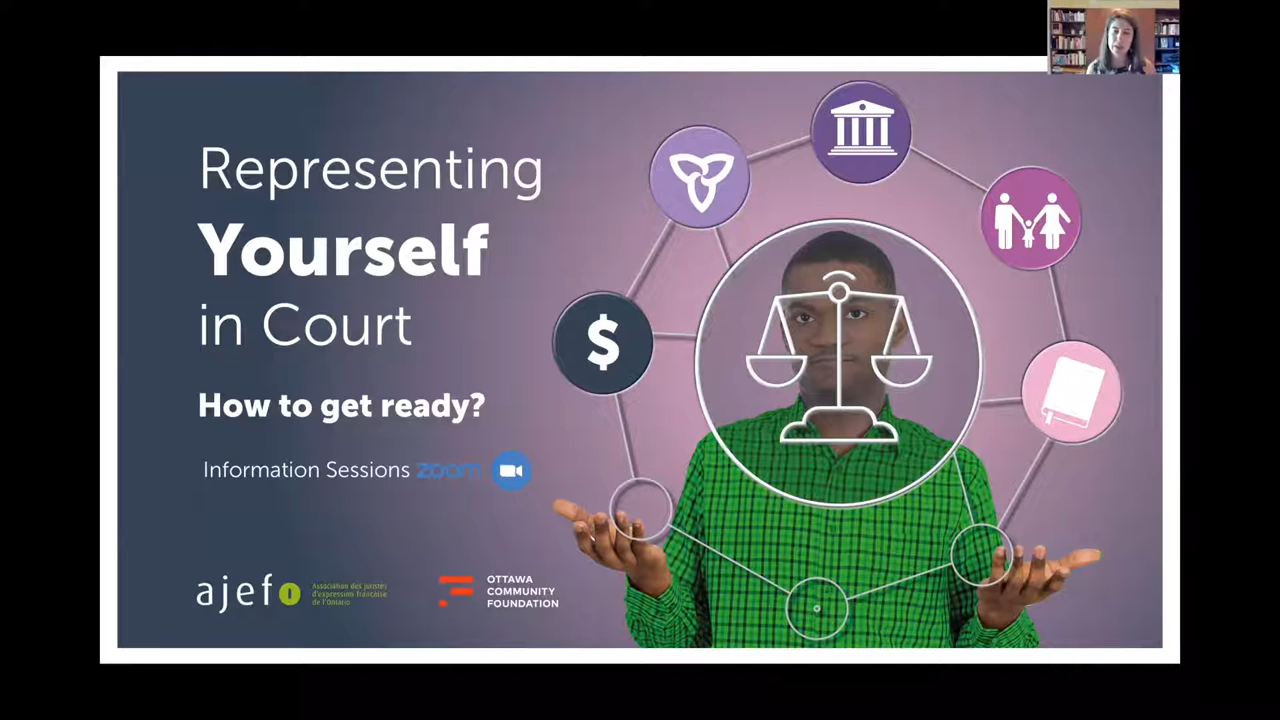 Representing
Yourself
in Court
How to get ready?
Information Sessions zoom
$
ajefo
Association des juristes
d'expression française
de l'Ontario
OTTAWA
COMMUNITY
FOUNDATION